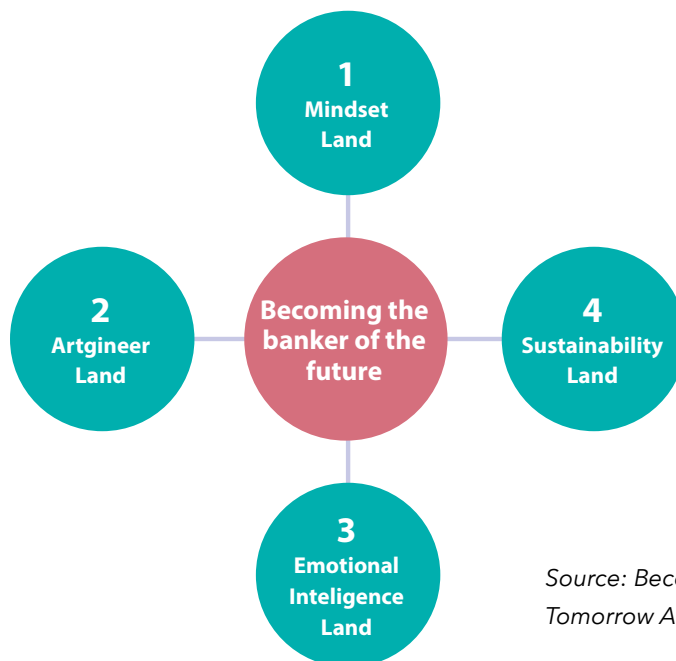 1
Mindset
Land
2
Artgineer
Land
Becoming the
banker of the
future
4
Sustainability
Land
3
Emotional
Inteligence
Land
Source:
Tomorrow